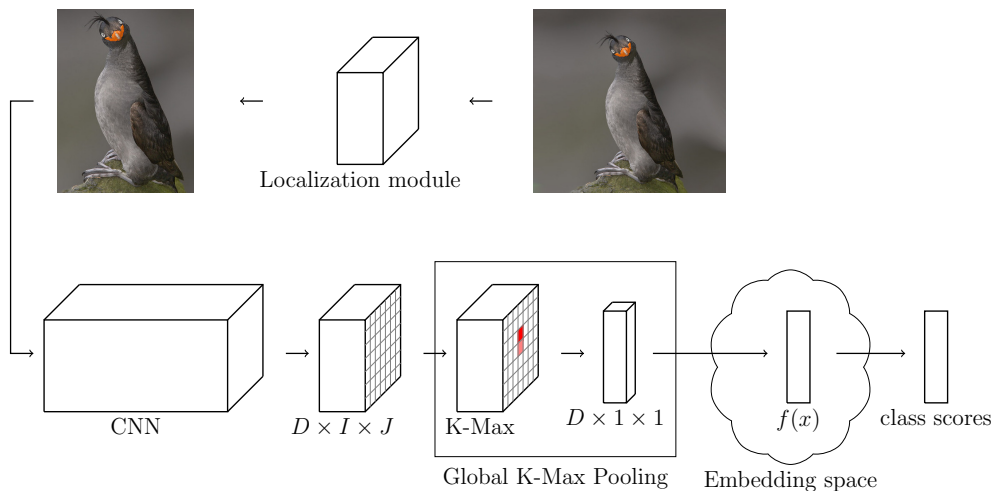 Localization module
CNN
D × I × J
K-Max
D × 1 × 1
Global K-Max Pooling
f(x)
Embedding space
class scores